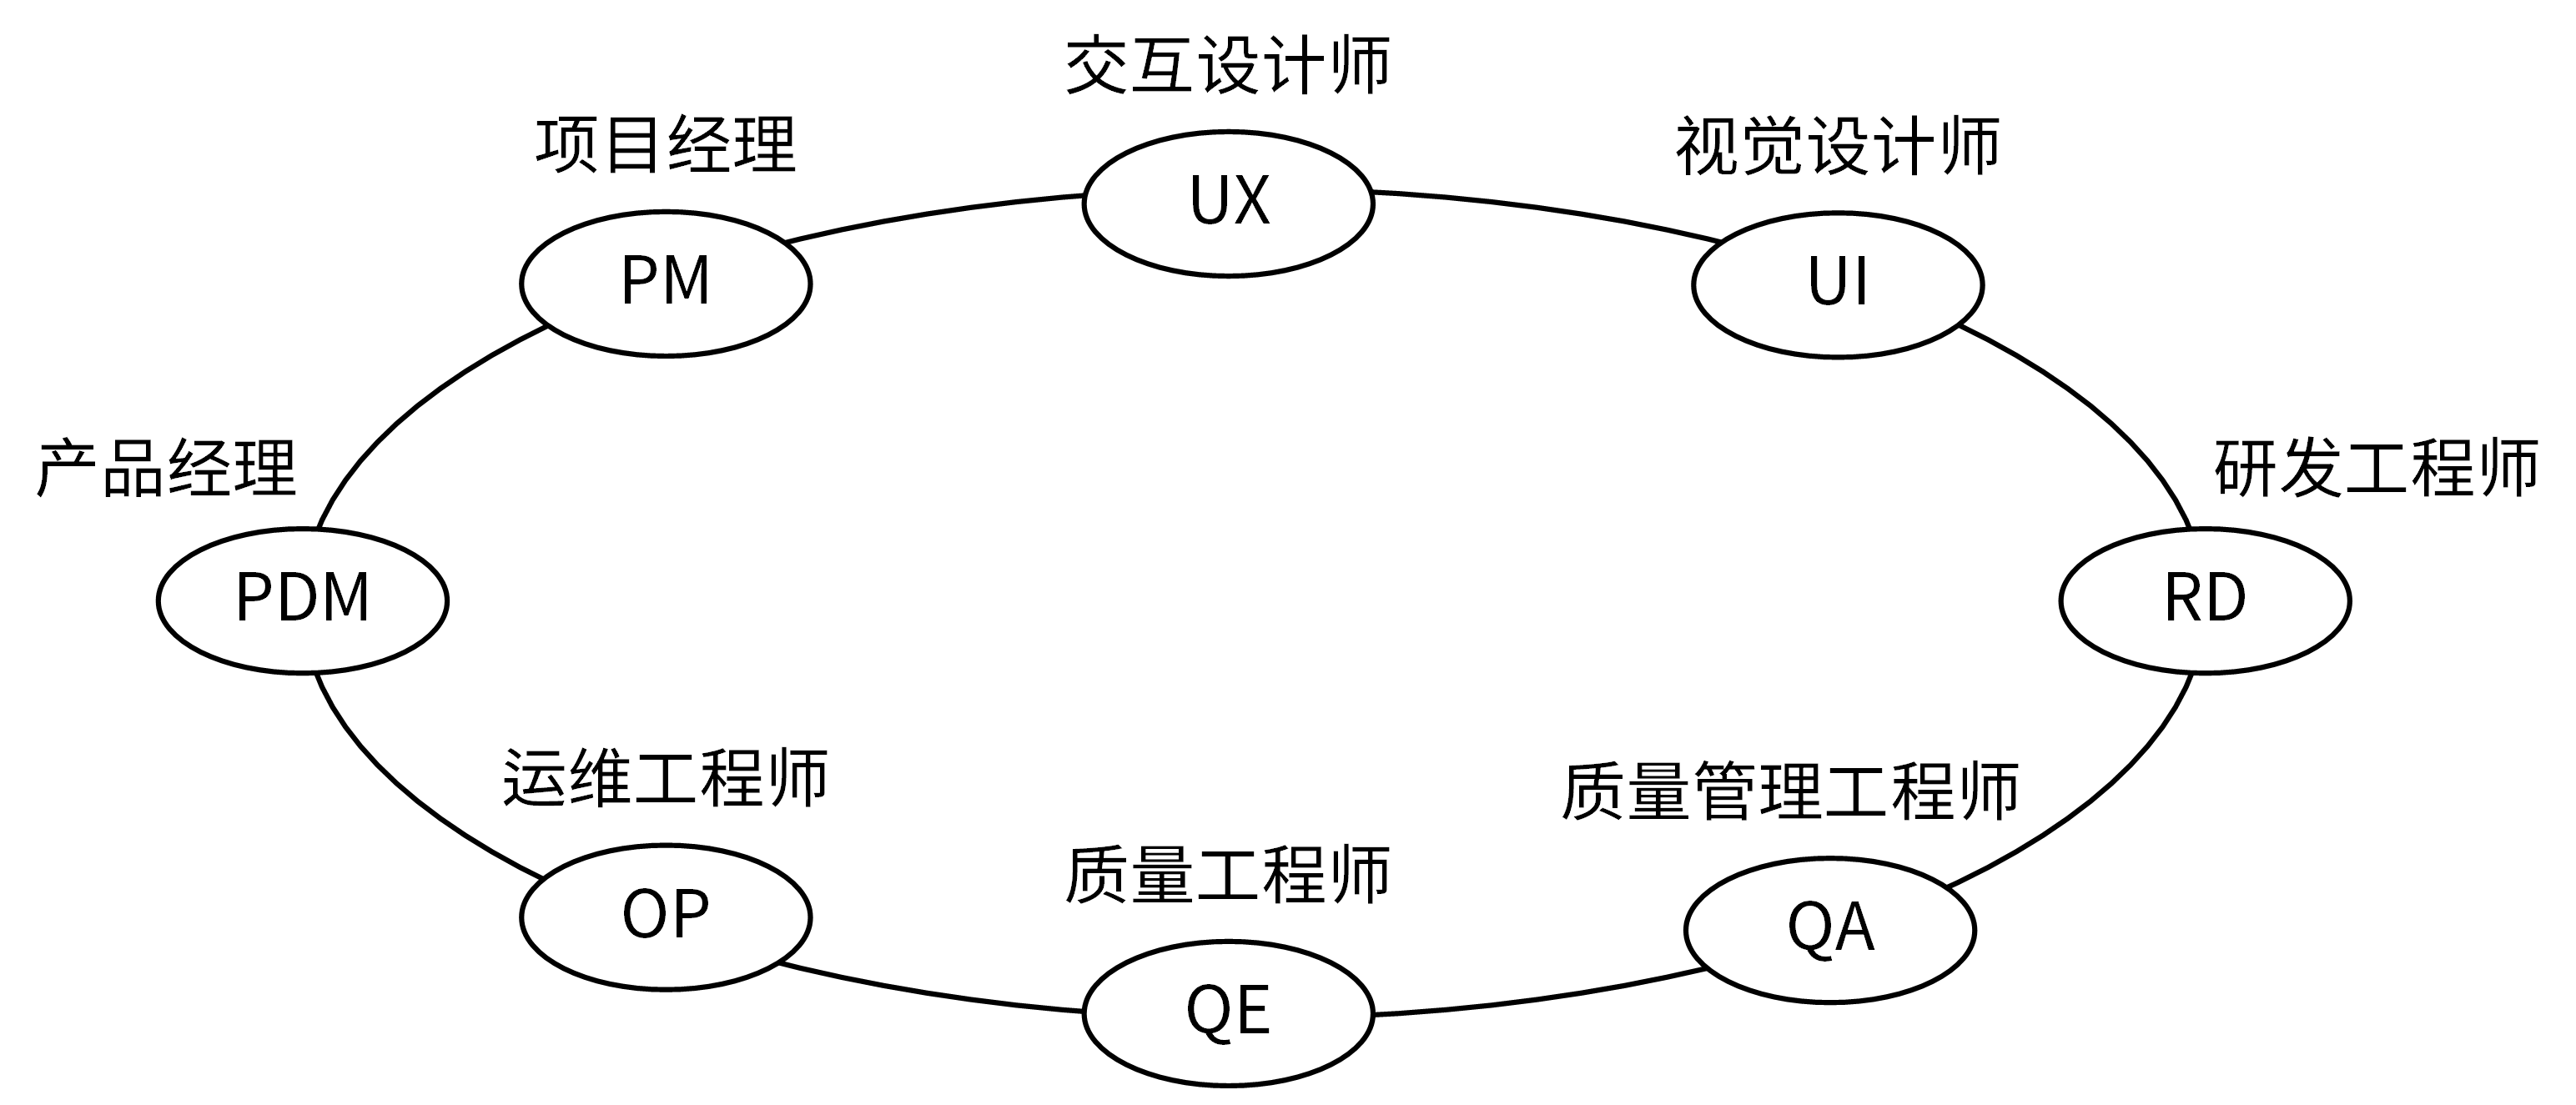 交互设计师
项目经理
视觉设计师
UX
PM
UI
产品经理
研发工程师
PDM
RD
运维工程师
质量管理工程师
质量工程师
OP
QA
QE